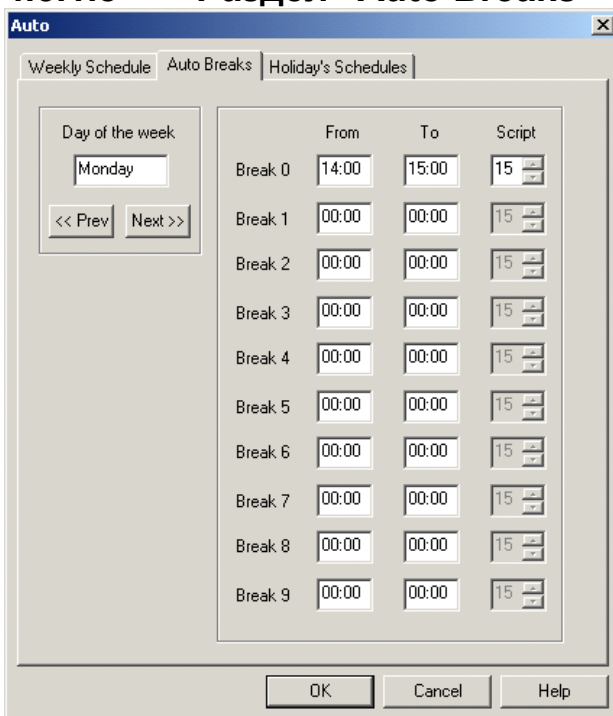 Раздел "Auto Breaks"
Auto
Weekly Schedule Auto Breaks Holiday's Schedules
Day of the week
Monday
<< Prev Next >>
From To Script
Break 0 14:00 15:00 15
Break 1 00:00 00:00 15
Break 2 00:00 00:00 15
Break 3 00:00 00:00 15
Break 4 00:00 00:00 15
Break 5 00:00 00:00 15
Break 6 00:00 00:00 15
Break 7 00:00 00:00 15
Break 8 00:00 00:00 15
Break 9 00:00 00:00 15
OK Cancel Help